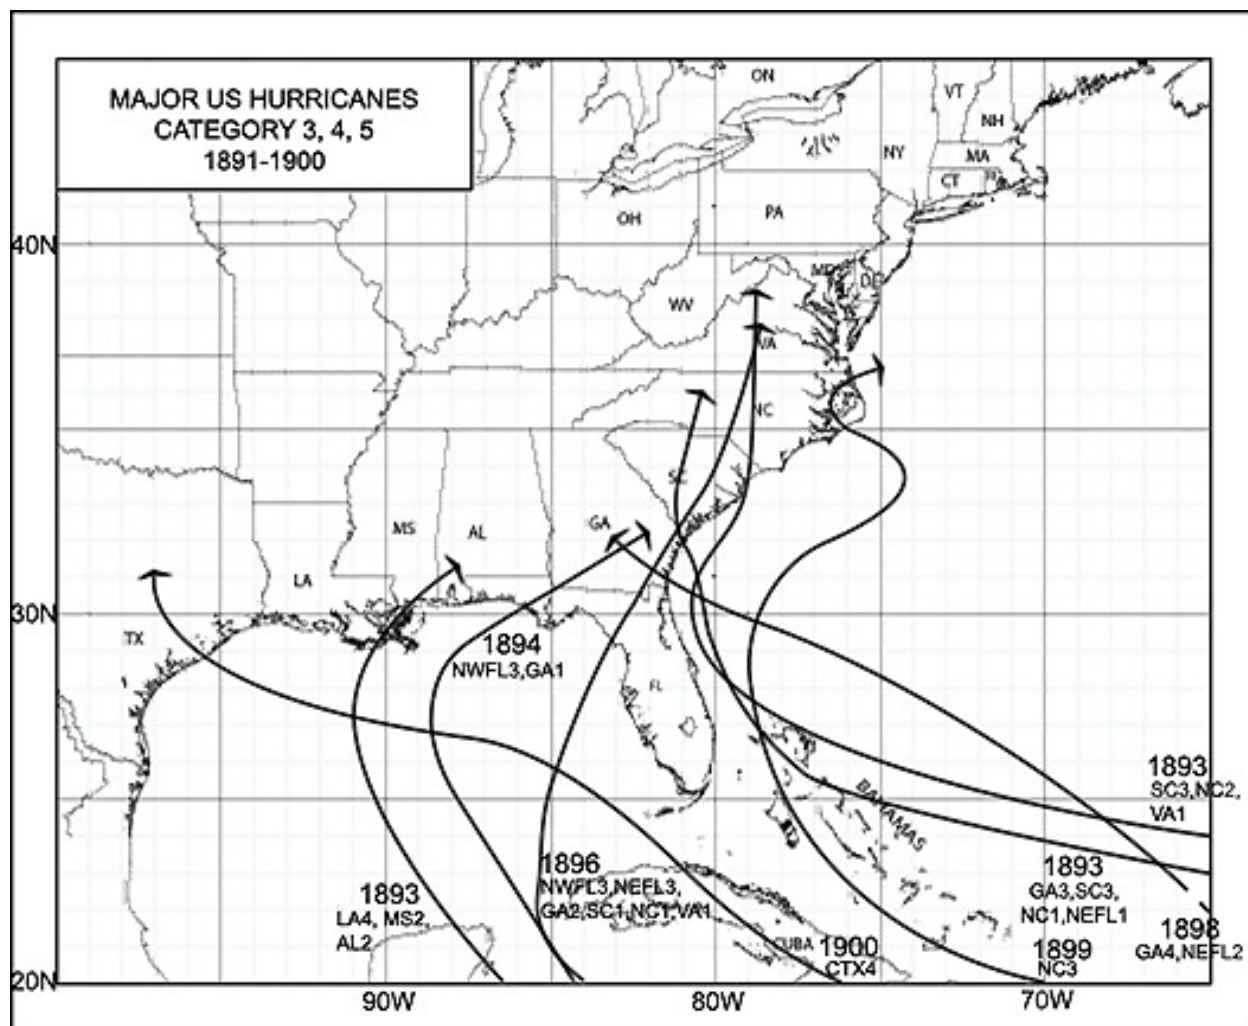 MAJOR US HURRICANES
CATEGORY 3, 4, 5
1891-1900
ON
VT
NH
NY
MA
CT
RI
OH
PA
40N
MD
DE
WV
VA
NC
SC
MS
AL
GA
LA
30N
TX
1894
NWFL3,GA1
FL
1893
SC3,NC2,
VA1
BAHAMAS
1893
GA3,SC3,
NC1,NEFL1
1896
NWFL3,NEFL3,
GA2,SC1,NC1,VA1
1893
LA4, MS2,
AL2
1898
GA4,NEFL2
CUBA
1900
CTX4
1899
NC3
20N
90W
80W
70W